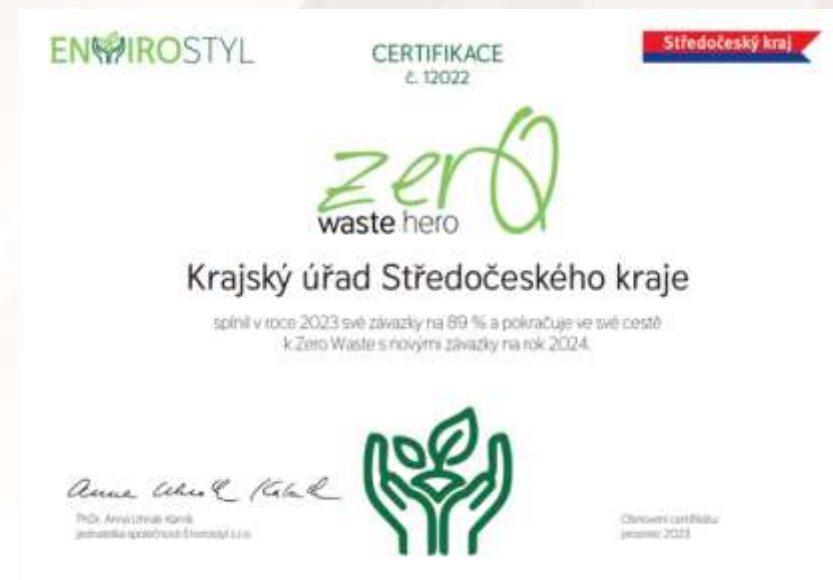 ENVIROSTYL
CERTIFIKACE
č. 12022
Středočeský kraj
zero
waste hero
Krajský úřad Středočeského kraje
splnil v roce 2023 své závazky na 89 % a pokračuje ve své cestě
k Zero Waste s novými závazky na rok 2024.
PhDr. Anna
jednatelka společnosti Envirostyl s.r.o.
Obnovení certifikátu:
prosinec 2023